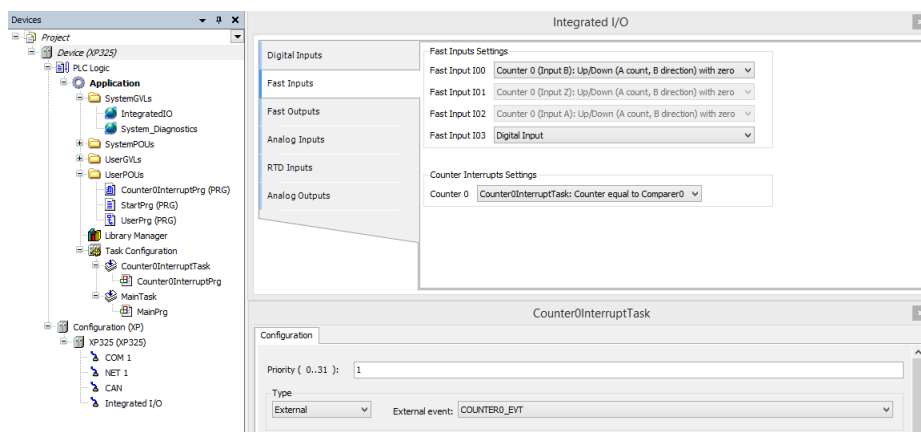 Devices
Project
Device (XP325)
PLC Logic
Application
SystemGVLs
IntegratedIO
System_Diagnostics
SystemPOUs
UserGVLs
UserPOUs
Counter0InterruptPrg (PRG)
StartPrg (PRG)
UserPrg (PRG)
Library Manager
Task Configuration
Counter0InterruptTask
Counter0InterruptPrg
MainTask
MainPrg
Configuration (XP)
XP325 (XP325)
COM 1
NET 1
CAN
Integrated I/O
Integrated I/O
Digital Inputs
Fast Inputs
Fast Outputs
Analog Inputs
RTD Inputs
Analog Outputs
Fast Inputs Settings
Fast Input I00 Counter 0 (Input B): Up/Down (A count, B direction) with zero
Fast Input I01 Counter 0 (Input Z): Up/Down (A count, B direction) with zero
Fast Input I02 Counter 0 (Input A): Up/Down (A count, B direction) with zero
Fast Input I03 Digital Input
Counter Interrupts Settings
Counter 0 Counter0InterruptTask: Counter equal to Comparer0
Counter0InterruptTask
Configuration
Priority ( 0..31 ): 1
Type
External External event: COUNTER0_EVT